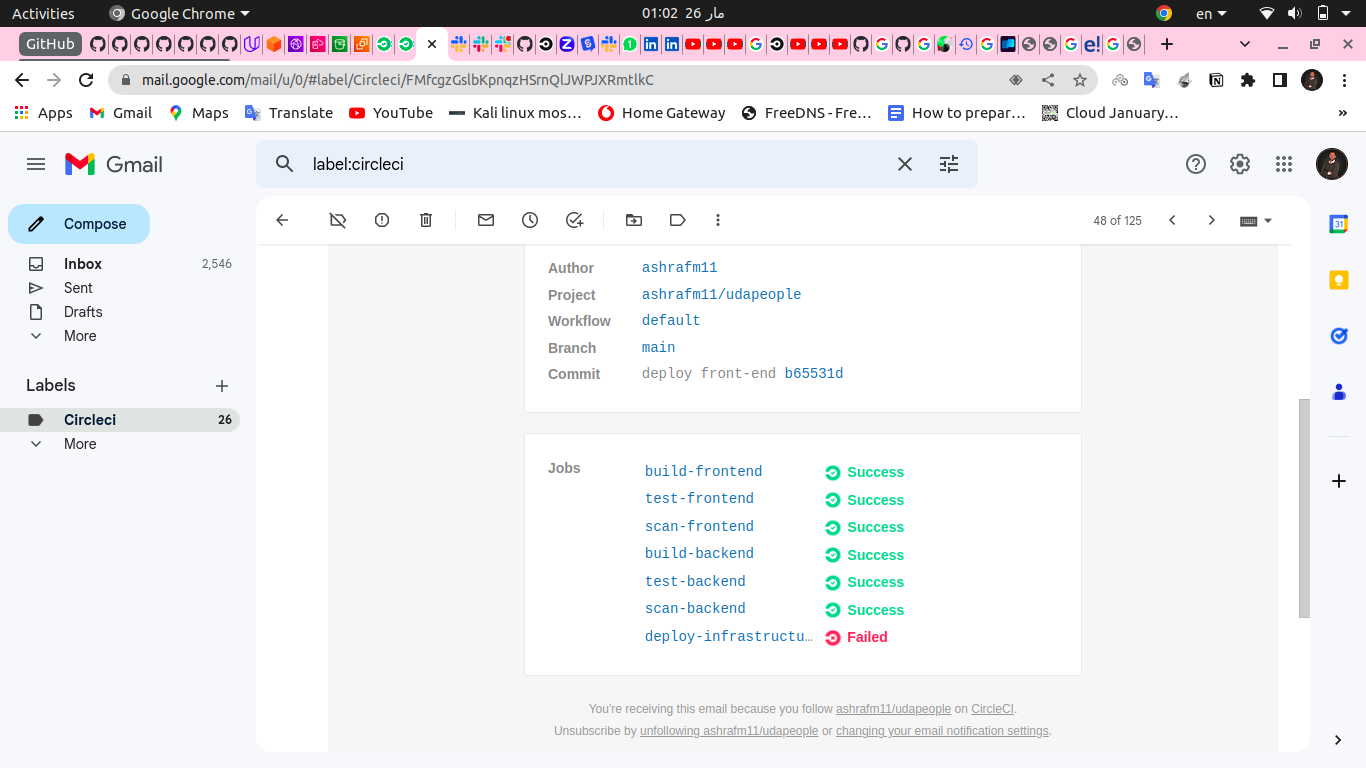 Activities Google Chrome 01:02 26 مار en
GitHub
mail.google.com/mail/u/0/#label/Circleci/FMfcgzGslbKpnqzHSrnQlJWPJXRmtlkC
Apps Gmail Maps Translate YouTube Kali linux mos… Home Gateway FreeDNS - Fre… How to prepar… Cloud January… »
Gmail label:circleci
Compose 48 of 125
Inbox 2,546
Sent
Drafts
More
Labels
Circleci 26
More
Author ashrafm11
Project ashrafm11/udapeople
Workflow default
Branch main
Commit deploy front-end b65531d
Jobs build-frontend Success
test-frontend Success
scan-frontend Success
build-backend Success
test-backend Success
scan-backend Success
deploy-infrastructu… Failed
You're receiving this email because you follow ashrafm11/udapeople on CircleCI.
Unsubscribe by unfollowing ashrafm11/udapeople or changing your email notification settings.